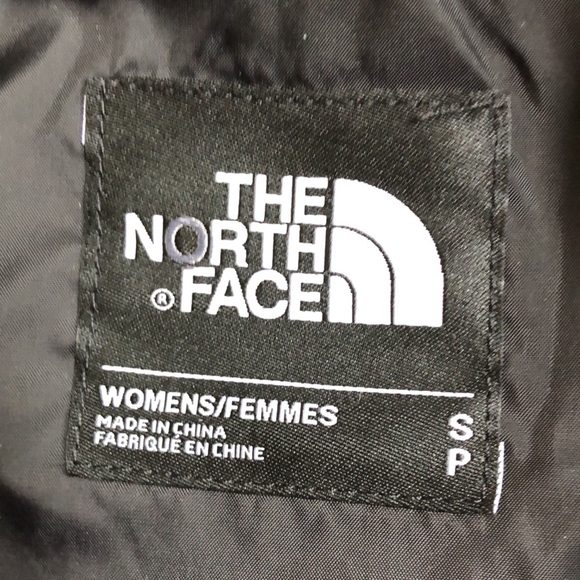 THE
NORTH
® FACE
WOMENS/FEMMES
MADE IN CHINA
FABRIQUÉ EN CHINE
S
P